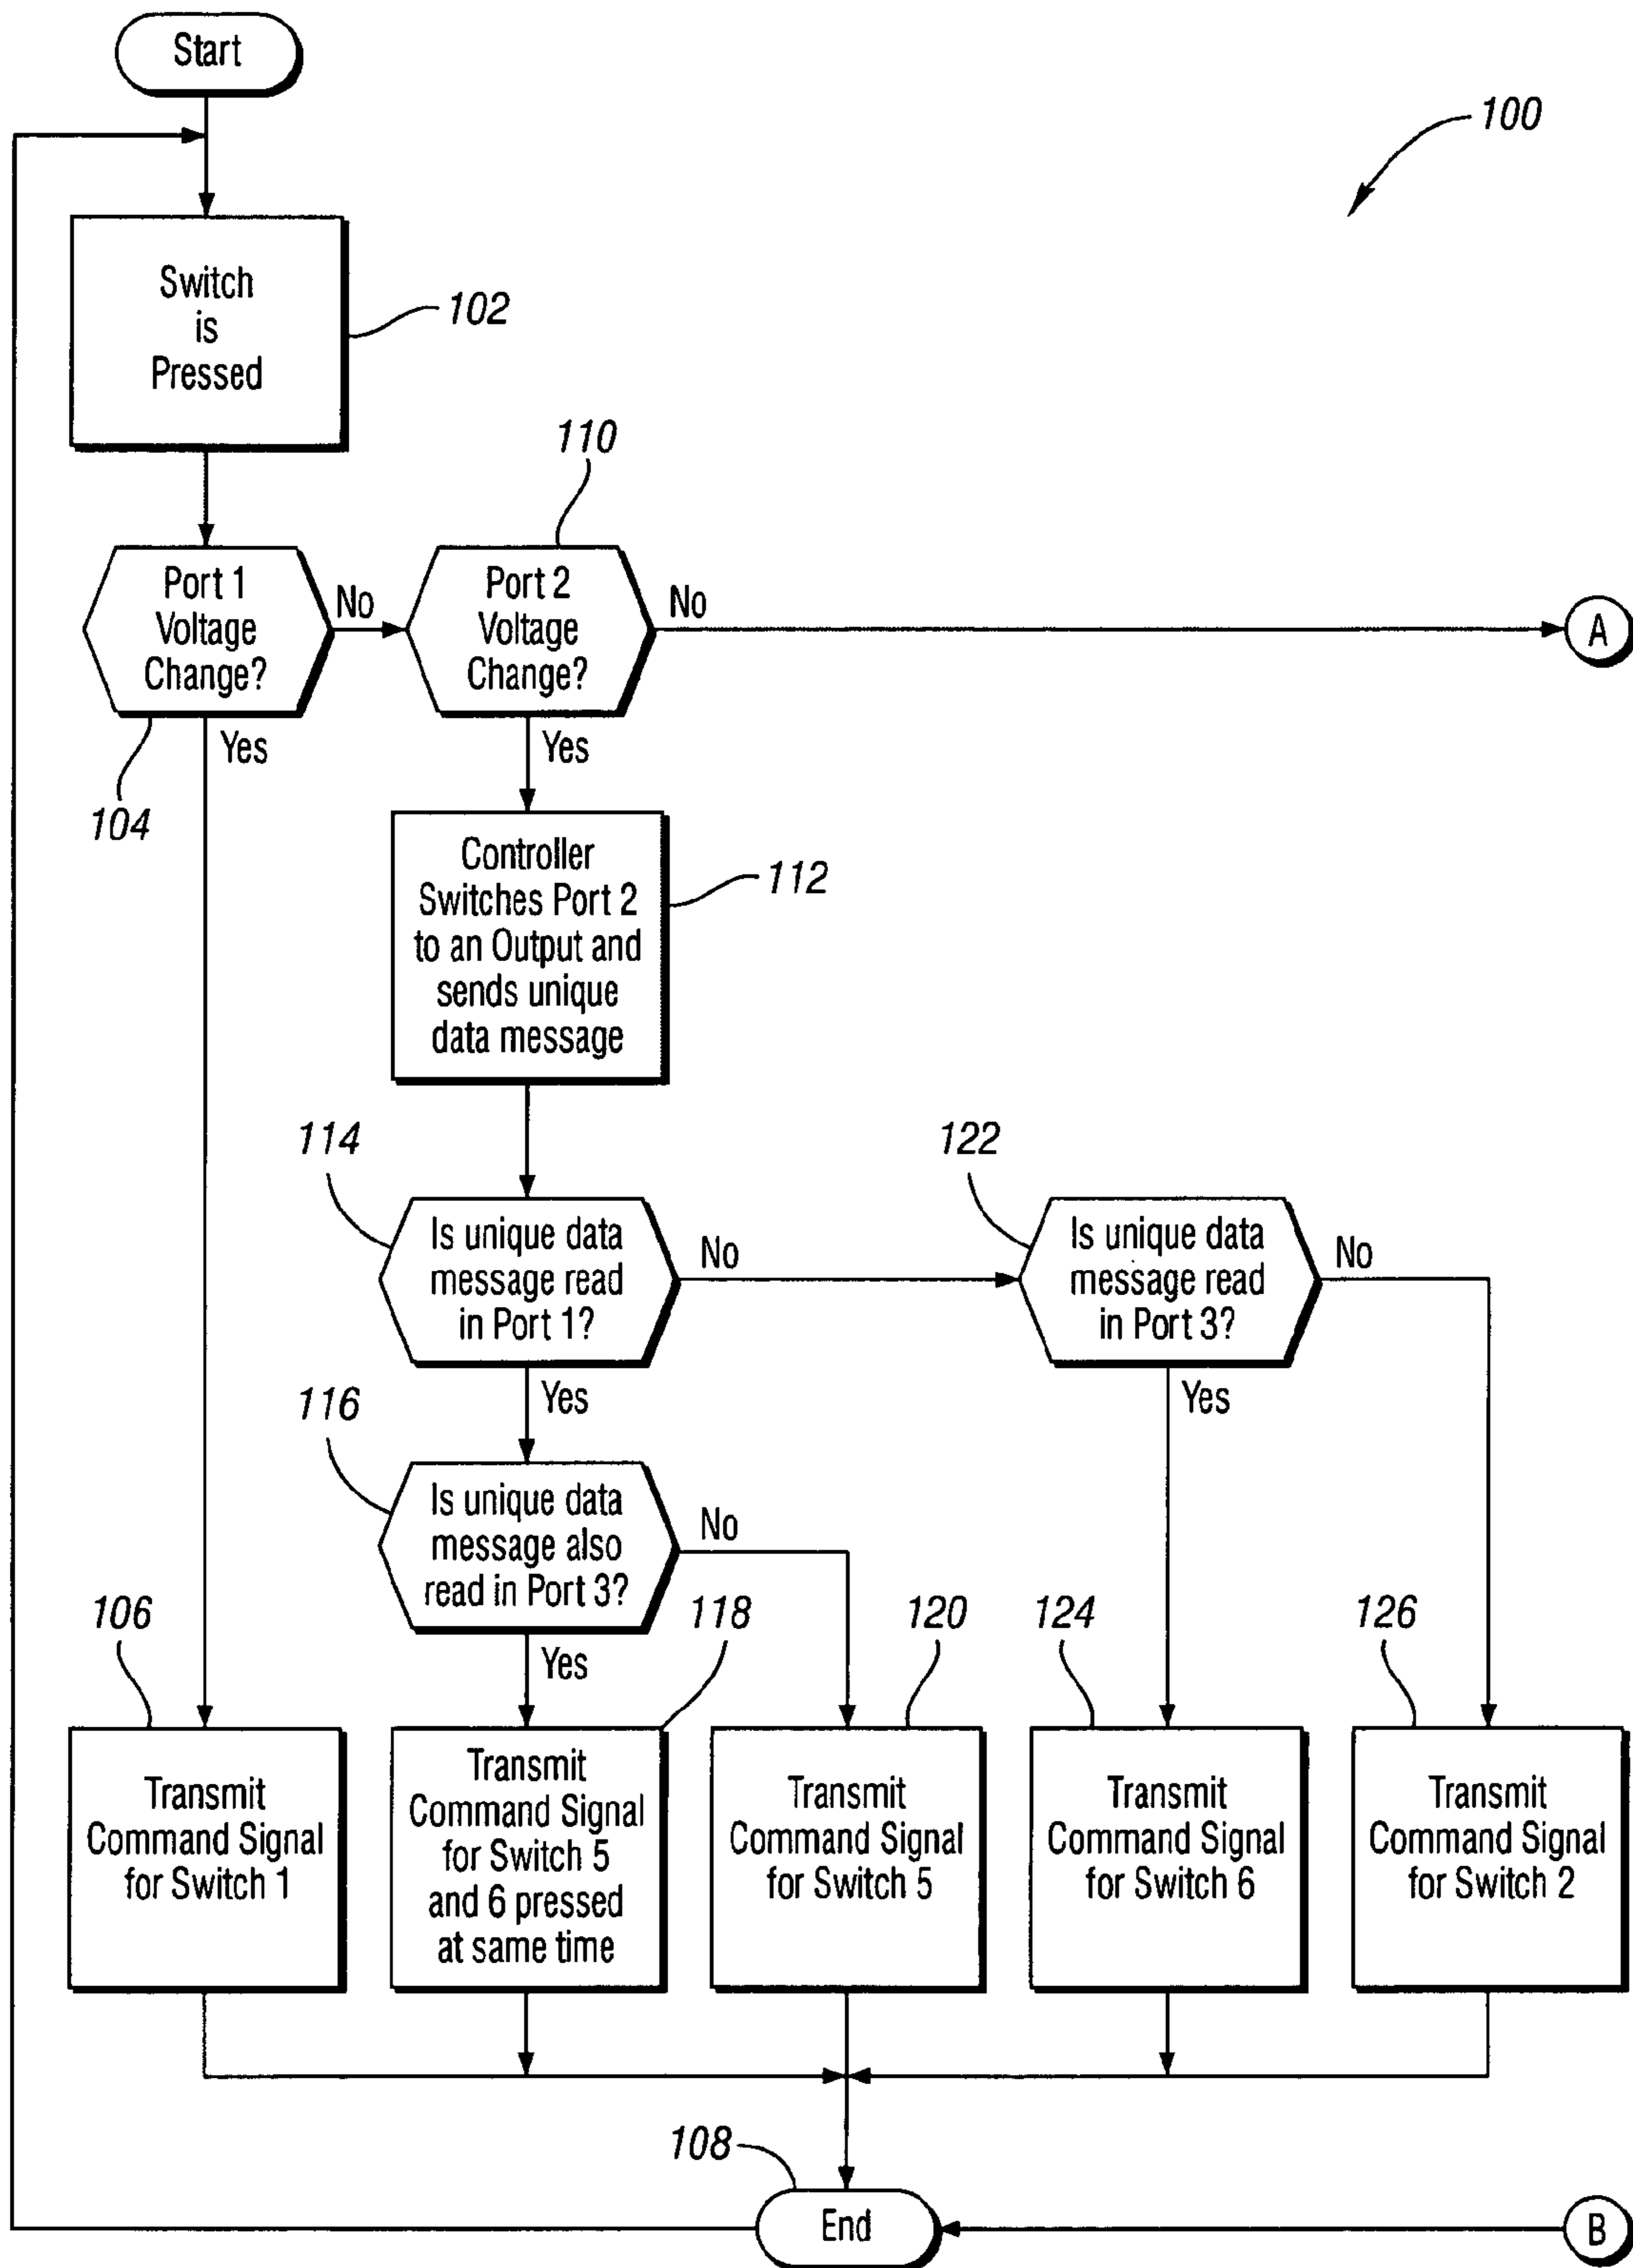 Start
100
Switch
is
Pressed
102
110
Port 1
Voltage
Change?
No
Port 2
Voltage
Change?
No
A
Yes
104
Yes
Controller
Switches Port 2
to an Output and
sends unique
data message
112
114
122
Is unique data
message read
in Port 1?
No
Is unique data
message read
in Port 3?
No
Yes
Yes
116
Is unique data
message also
read in Port 3?
No
Yes
106
118
120
124
126
Transmit
Command Signal
for Switch 1
Transmit
Command Signal
for Switch 5
and 6 pressed
at same time
Transmit
Command Signal
for Switch 5
Transmit
Command Signal
for Switch 6
Transmit
Command Signal
for Switch 2
108
End
B